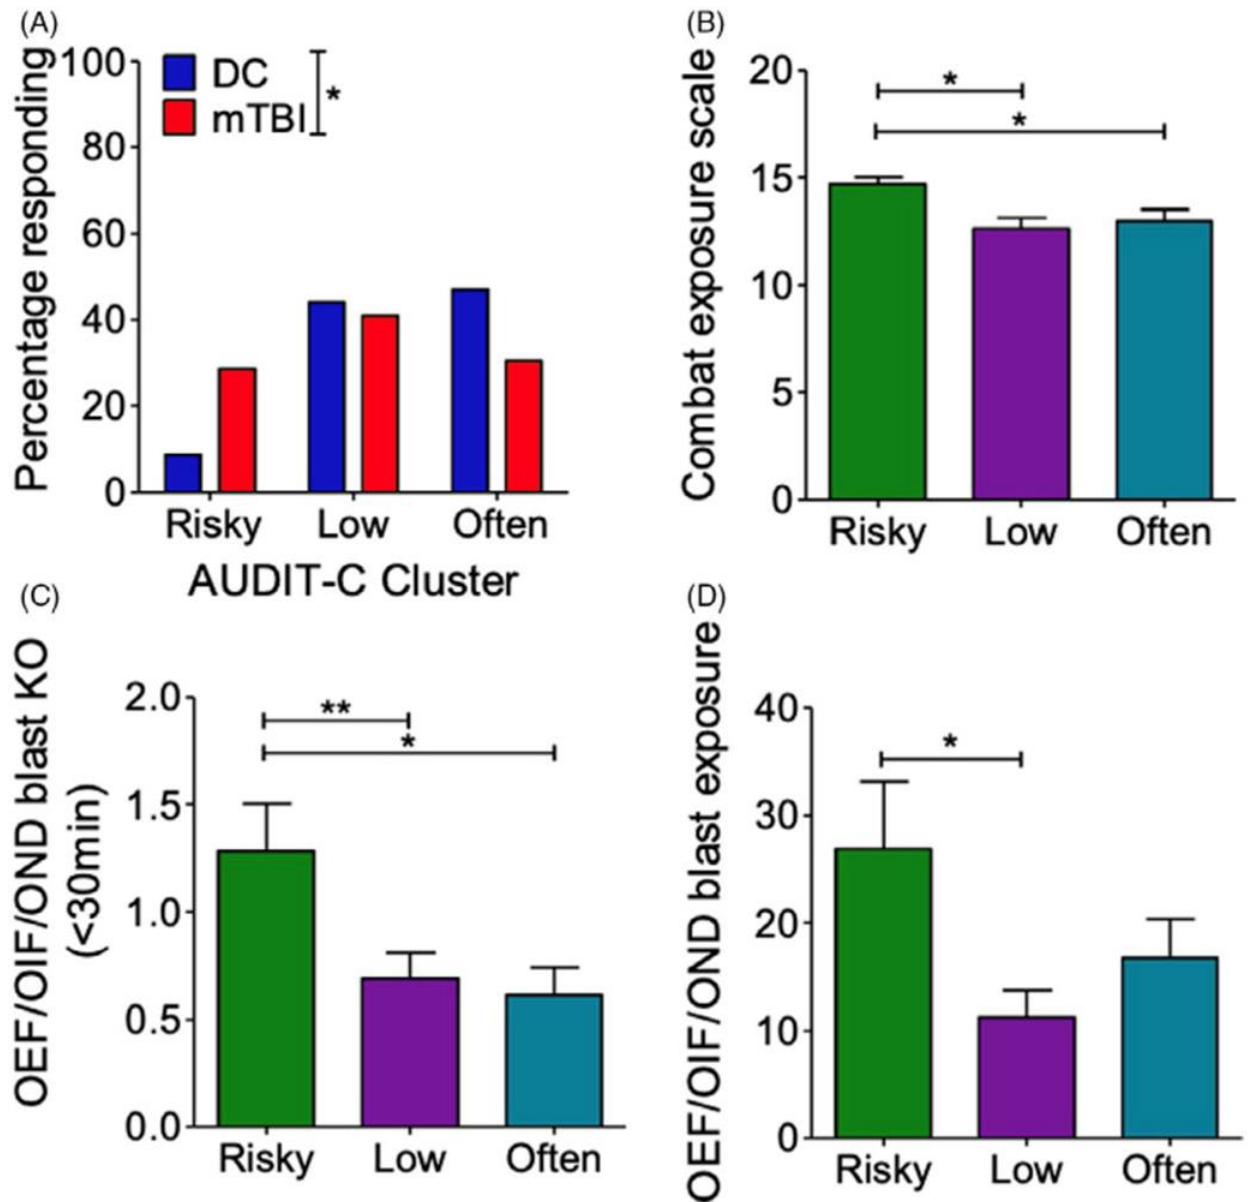 (A)
Percentage responding
100
80
60
40
20
0
DC
mTBI
*
Risky Low Often
AUDIT-C Cluster
(B)
Combat exposure scale
20
15
10
5
0
*
*
Risky Low Often
(C)
OEF/OIF/OND blast KO
(<30min)
2.0
1.5
1.0
0.5
0.0
**
*
Risky Low Often
(D)
OEF/OIF/OND blast exposure
40
30
20
10
0
*
Risky Low Often